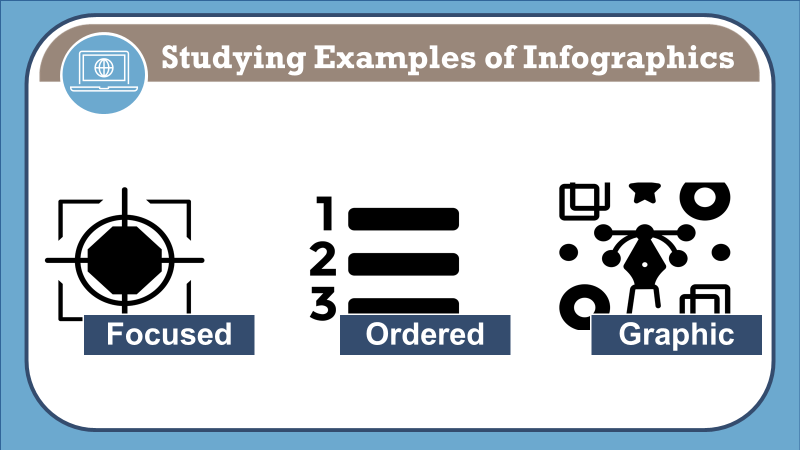 Studying Examples of Infographics
1
2
3
Focused
Ordered
Graphic